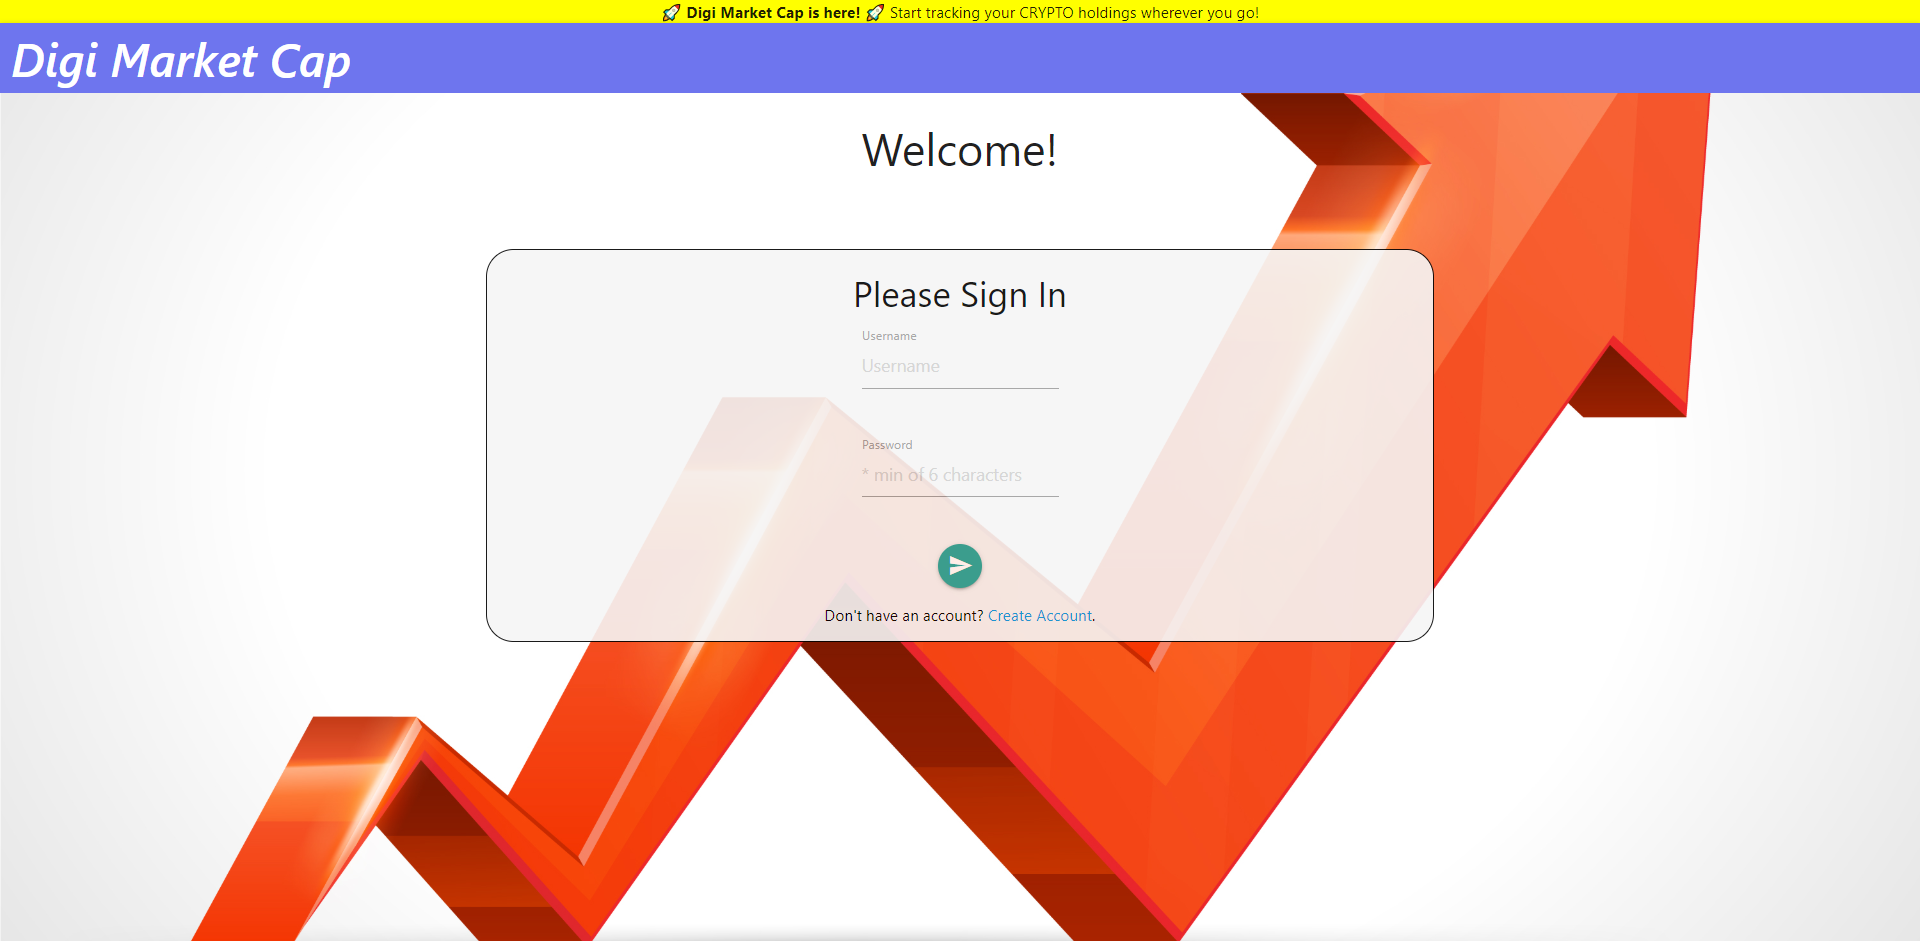 🚀 Digi Market Cap is here! 🚀 Start tracking your CRYPTO holdings wherever you go!
Digi Market Cap
Welcome!
Please Sign In
Username
Username
Password
* min of 6 characters
Don't have an account? Create Account.